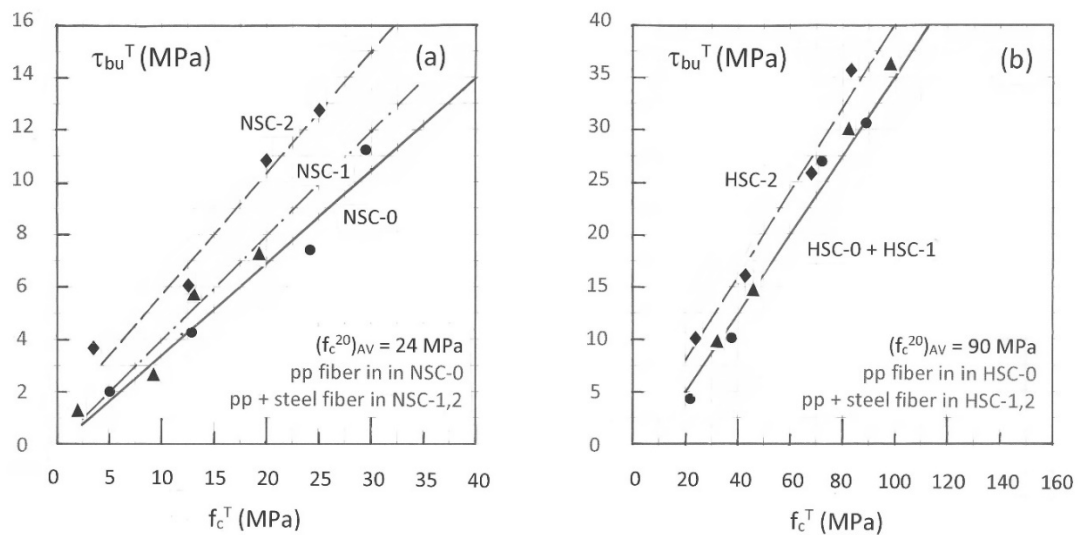 16
14
12
10
8
6
4
2
0
τbuᵀ (MPa)
(a)
NSC-2
NSC-1
NSC-0
(fc²⁰)AV = 24 MPa
pp fiber in in NSC-0
pp + steel fiber in NSC-1,2
0 5 10 15 20 25 30 35 40
fcᵀ (MPa)
40
35
30
25
20
15
10
5
0
τbuᵀ (MPa)
(b)
HSC-2
HSC-0 + HSC-1
(fc²⁰)AV = 90 MPa
pp fiber in in HSC-0
pp + steel fiber in HSC-1,2
0 20 40 60 80 100 120 140 160
fcᵀ (MPa)